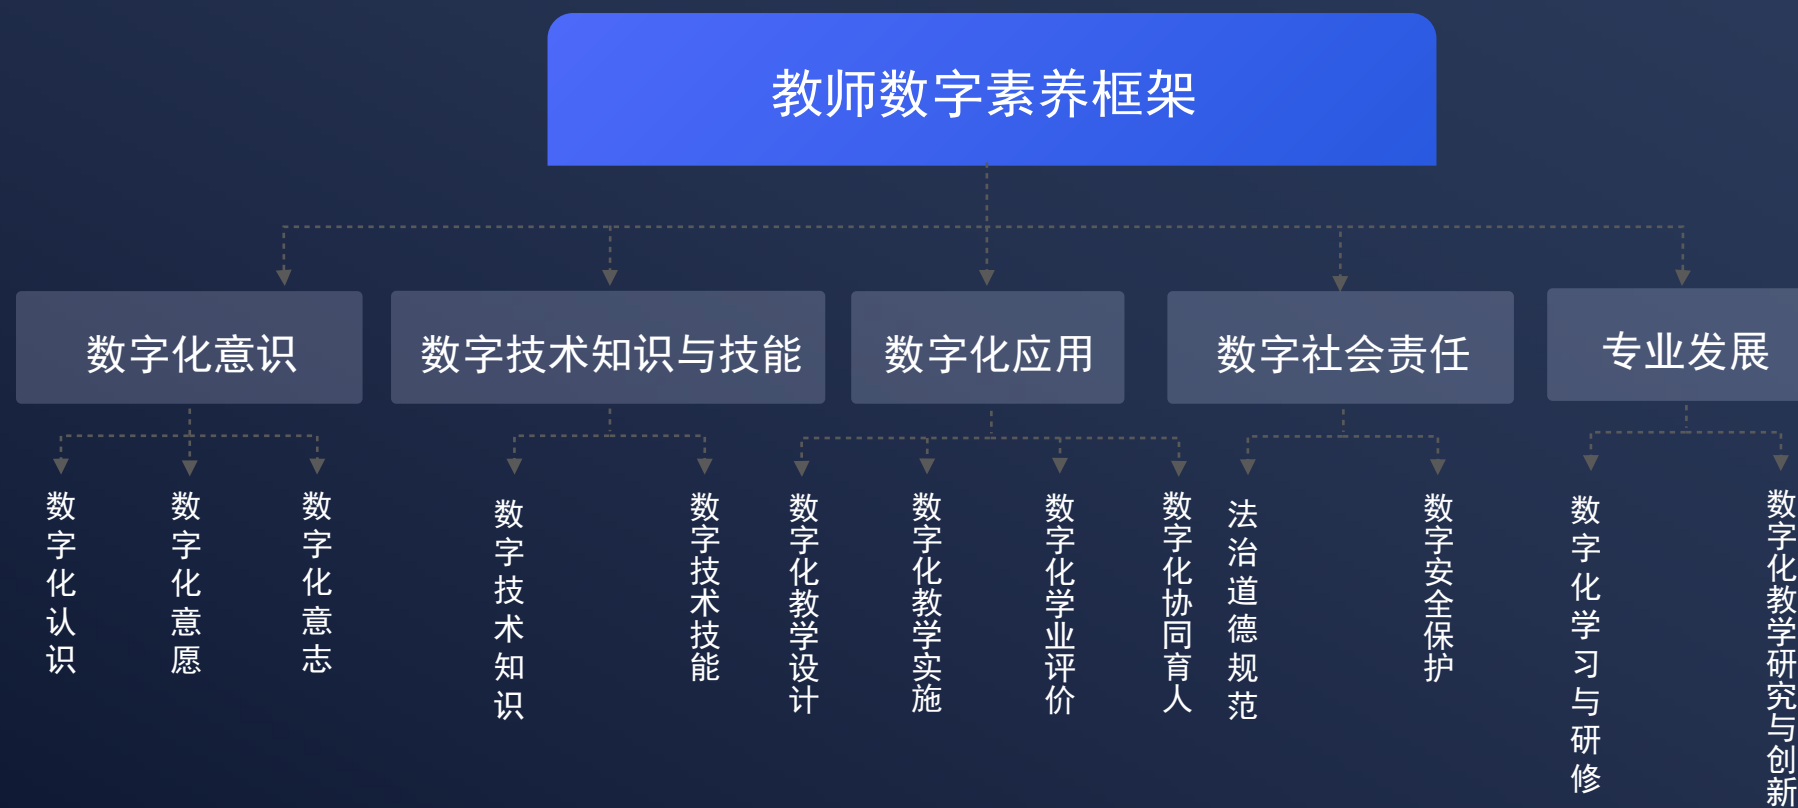 教师数字素养框架
数字化意识
数字技术知识与技能
数字化应用
数字社会责任
专业发展
数字化认识
数字化意愿
数字化意志
数字技术知识
数字技术技能
数字化教学设计
数字化教学实施
数字化学业评价
数字化协同育人
法治道德规范
数字安全保护
数字化学习与研修
数字化教学研究与创新